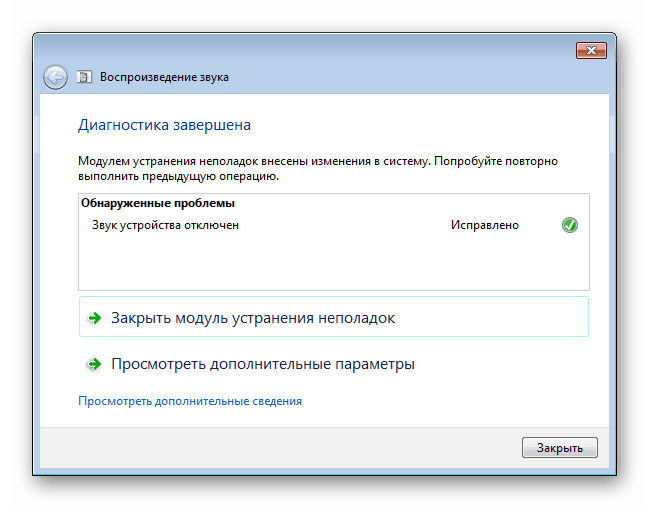 Воспроизведение звука
Диагностика завершена
Модулем устранения неполадок внесены изменения в систему. Попробуйте повторно
выполнить предыдущую операцию.
Обнаруженные проблемы
Звук устройства отключен Исправлено
Закрыть модуль устранения неполадок
Просмотреть дополнительные параметры
Просмотреть дополнительные сведения
Закрыть